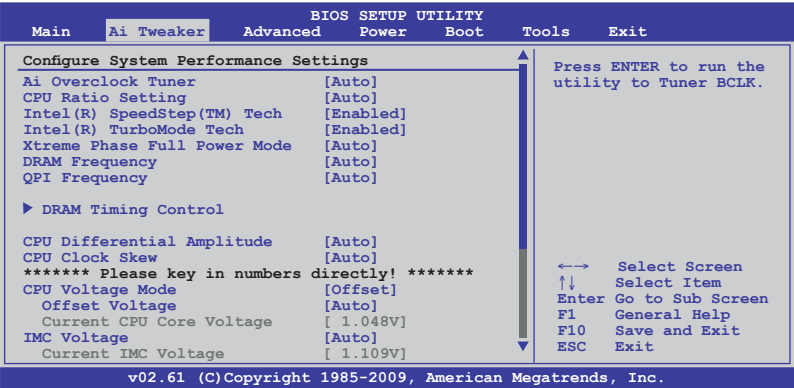 BIOS SETUP UTILITY
Main Ai Tweaker Advanced Power Boot Tools Exit
Configure System Performance Settings
Ai Overclock Tuner [Auto]
CPU Ratio Setting [Auto]
Intel(R) SpeedStep(TM) Tech [Enabled]
Intel(R) TurboMode Tech [Enabled]
Xtreme Phase Full Power Mode [Auto]
DRAM Frequency [Auto]
QPI Frequency [Auto]
DRAM Timing Control
CPU Differential Amplitude [Auto]
CPU Clock Skew [Auto]
******* Please key in numbers directly! *******
CPU Voltage Mode [Offset]
Offset Voltage [Auto]
Current CPU Core Voltage [ 1.048V]
IMC Voltage [Auto]
Current IMC Voltage [ 1.109V]
Press ENTER to run the
utility to Tuner BCLK.
←→ Select Screen
↑↓ Select Item
Enter Go to Sub Screen
F1 General Help
F10 Save and Exit
ESC Exit
v02.61 (C)Copyright 1985-2009, American Megatrends, Inc.